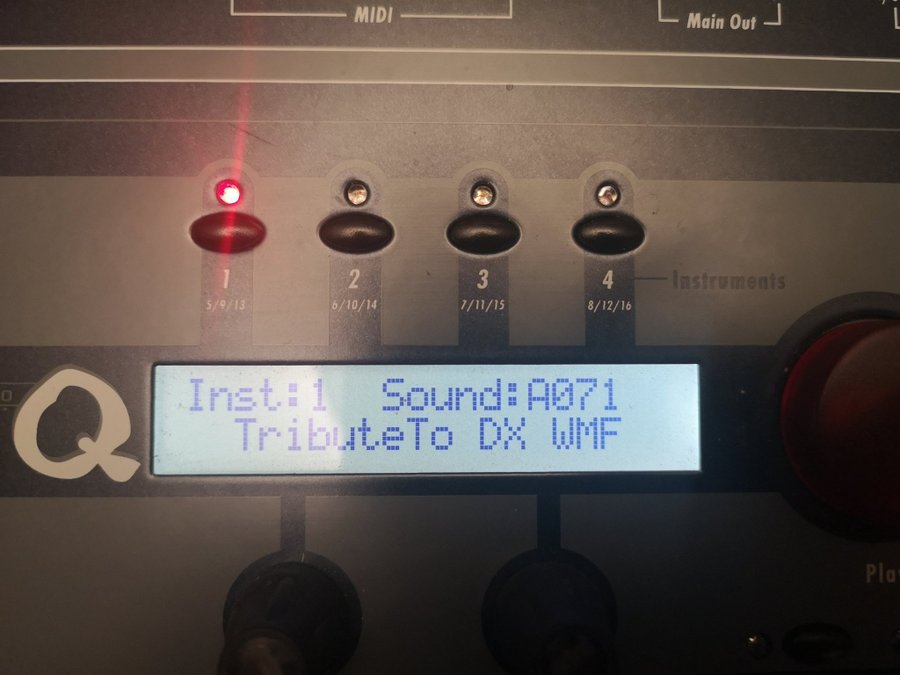 MIDI
Main Out
1 2 3 4
5/9/13 6/10/14 7/11/15 8/12/16
Instruments
Q
Inst:1 Sound:A071
TributeTo DX WMF